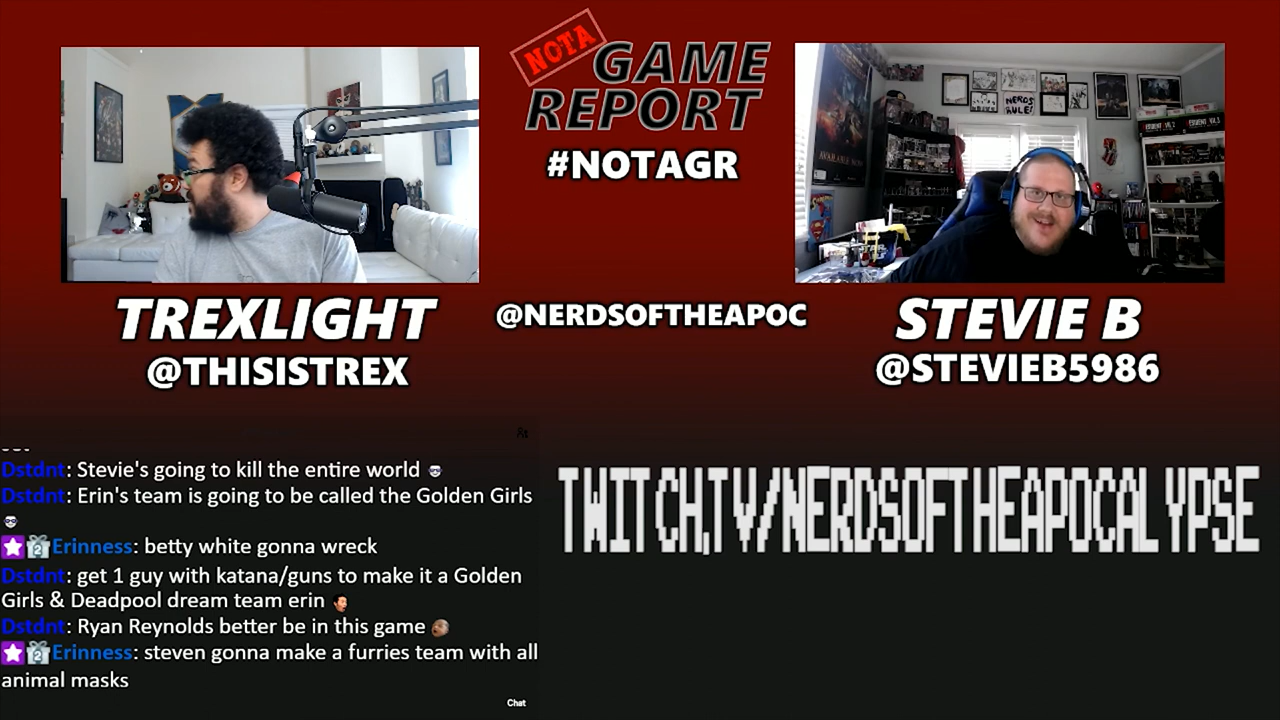 NOTA
GAME
REPORT
#NOTAGR
NERDS
RULE!
TREXLIGHT
@THISISTREX
@NERDSOFTHEAPOC
STEVIE B
@STEVIEB5986
Dstdnt: Stevie's going to kill the entire world
Dstdnt: Erin's team is going to be called the Golden Girls
Erinness: betty white gonna wreck
Dstdnt: get 1 guy with katana/guns to make it a Golden
Girls & Deadpool dream team erin
Dstdnt: Ryan Reynolds better be in this game
Erinness: steven gonna make a furries team with all
animal masks
Chat
TWITCH.TV/NERDSOFTHEAPOCALYPSE